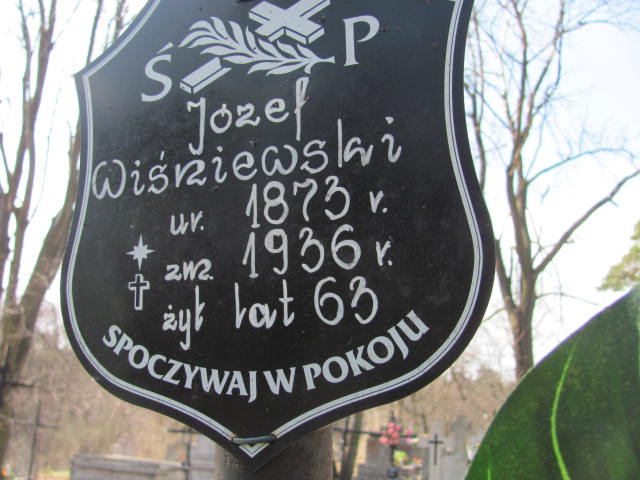 Ś P
Józef
Wiśniewski
ur. 1873 r.
zm. 1936 r.
żył lat 63
SPOCZYWAJ W POKOJU